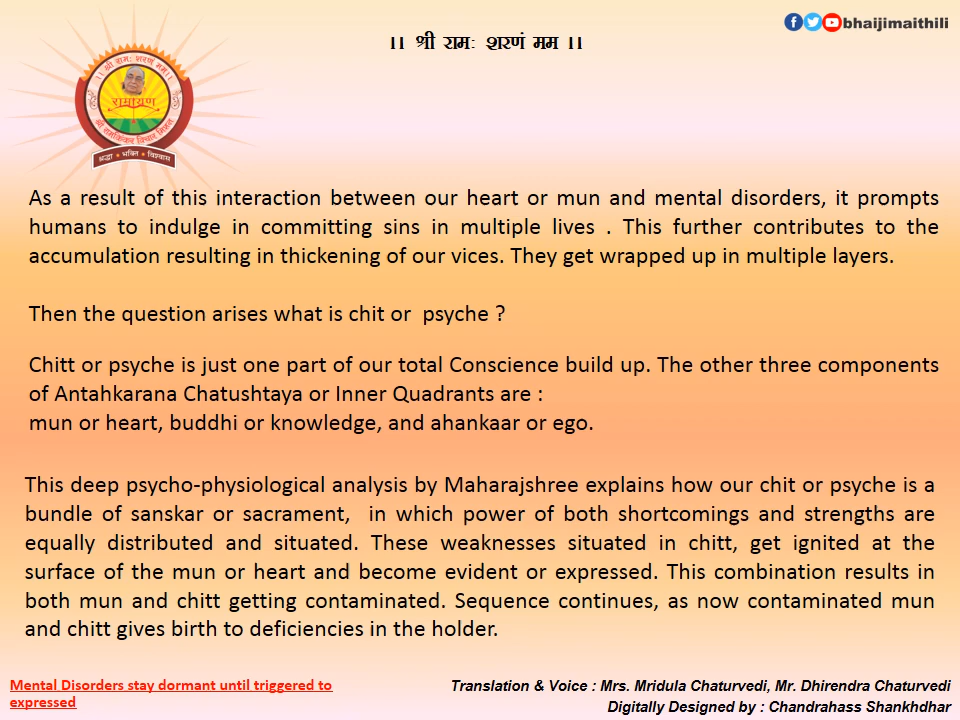 ।। श्री रामः शरणं मम ।।
bhaijimaithili
।। श्री रामः शरणं मम ।।
रामायण
श्रद्धा • भक्ति • विश्वास
As a result of this interaction between our heart or mun and mental disorders, it prompts
humans to indulge in committing sins in multiple lives . This further contributes to the
accumulation resulting in thickening of our vices. They get wrapped up in multiple layers.
Then the question arises what is chit or psyche ?
Chitt or psyche is just one part of our total Conscience build up. The other three components
of Antahkarana Chatushtaya or Inner Quadrants are :
mun or heart, buddhi or knowledge, and ahankaar or ego.
This deep psycho-physiological analysis by Maharajshree explains how our chit or psyche is a
bundle of sanskar or sacrament, in which power of both shortcomings and strengths are
equally distributed and situated. These weaknesses situated in chitt, get ignited at the
surface of the mun or heart and become evident or expressed. This combination results in
both mun and chitt getting contaminated. Sequence continues, as now contaminated mun
and chitt gives birth to deficiencies in the holder.
Mental Disorders stay dormant until triggered to
expressed
Translation & Voice : Mrs. Mridula Chaturvedi, Mr. Dhirendra Chaturvedi
Digitally Designed by : Chandrahass Shankhdhar